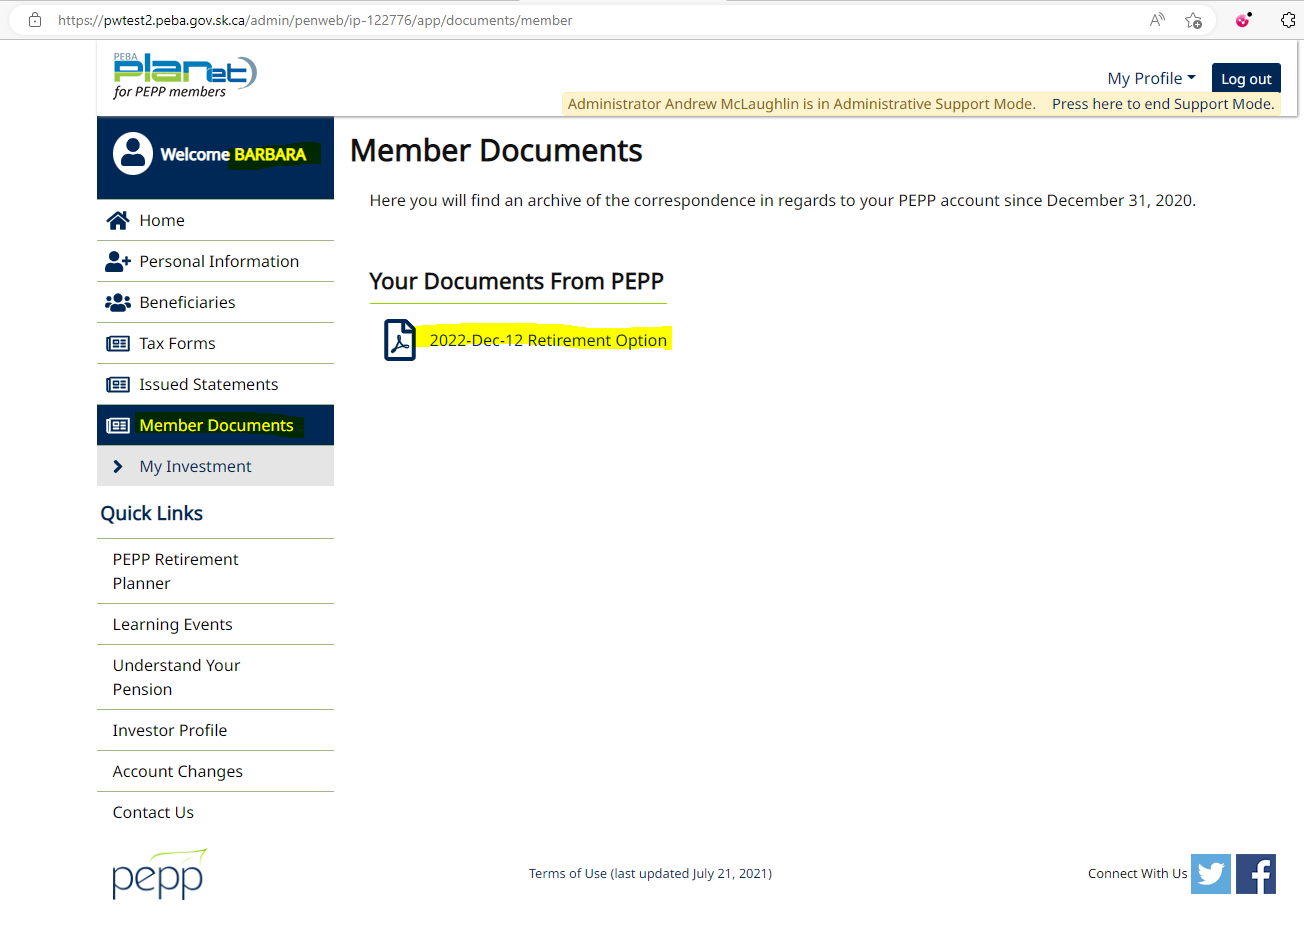 https://pwtest2.peba.gov.sk.ca/admin/penweb/ip-122776/app/documents/member
PEBA
planet
for PEPP members
My Profile
Log out
Administrator Andrew McLaughlin is in Administrative Support Mode. Press here to end Support Mode.
Welcome BARBARA
Home
Personal Information
Beneficiaries
Tax Forms
Issued Statements
Member Documents
My Investment
Quick Links
PEPP Retirement
Planner
Learning Events
Understand Your
Pension
Investor Profile
Account Changes
Contact Us
Member Documents
Here you will find an archive of the correspondence in regards to your PEPP account since December 31, 2020.
Your Documents From PEPP
2022-Dec-12 Retirement Option
pepp
Terms of Use (last updated July 21, 2021)
Connect With Us